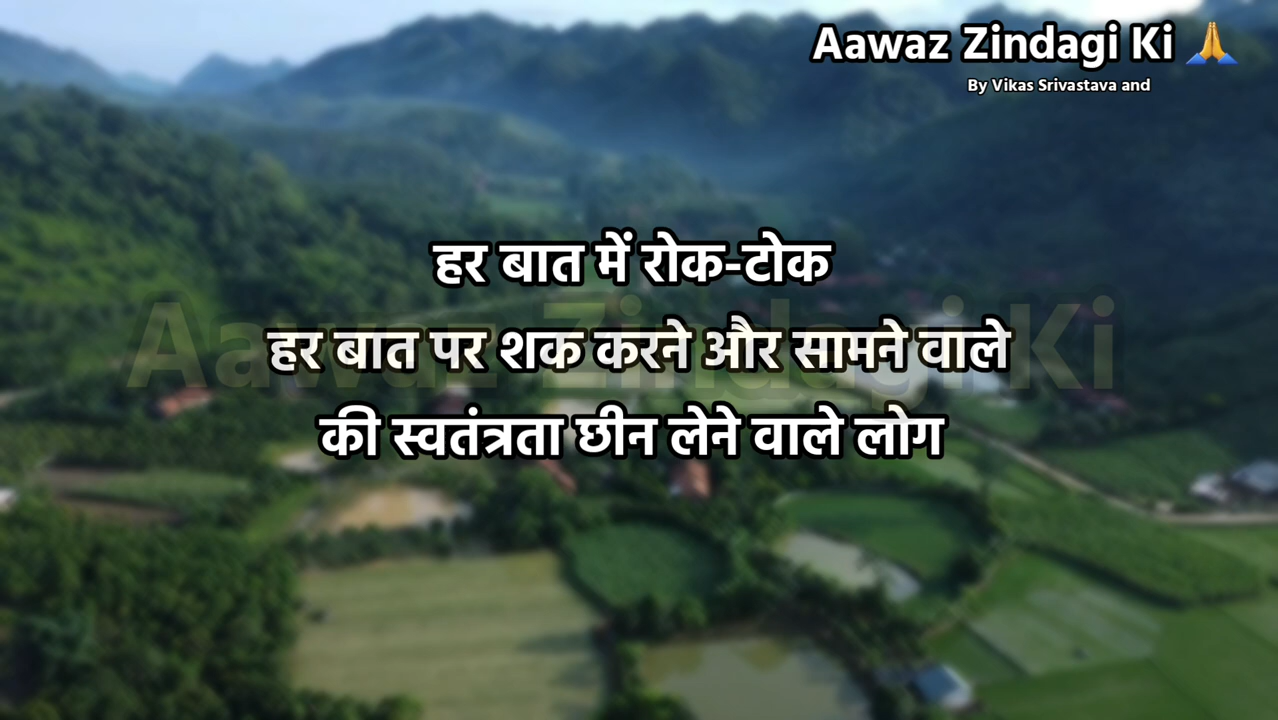 Aawaz Zindagi Ki 🙏
By Vikas Srivastava and
हर बात में रोक-टोक
हर बात पर शक करने और सामने वाले
Aawaz Zindagi Ki
की स्वतंत्रता छीन लेने वाले लोग